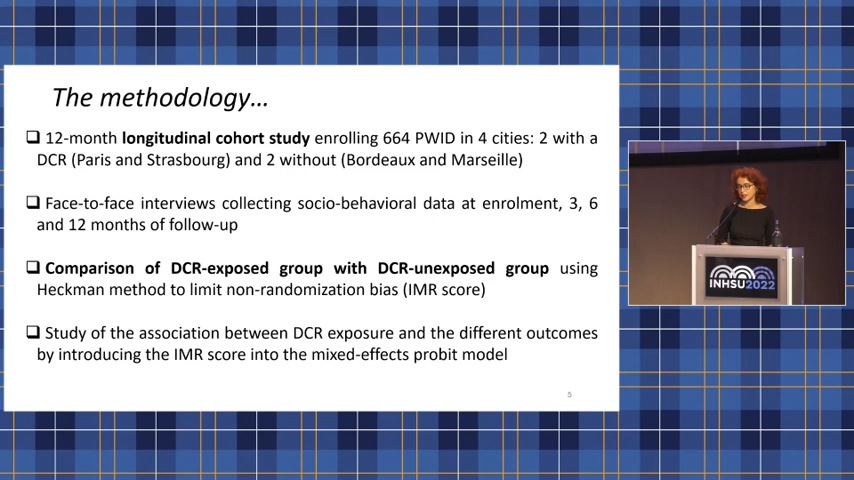 The methodology…
❑ 12-month longitudinal cohort study enrolling 664 PWID in 4 cities: 2 with a
DCR (Paris and Strasbourg) and 2 without (Bordeaux and Marseille)
❑ Face-to-face interviews collecting socio-behavioral data at enrolment, 3, 6
and 12 months of follow-up
❑ Comparison of DCR-exposed group with DCR-unexposed group using
Heckman method to limit non-randomization bias (IMR score)
❑ Study of the association between DCR exposure and the different outcomes
by introducing the IMR score into the mixed-effects probit model
5
INHSU2022